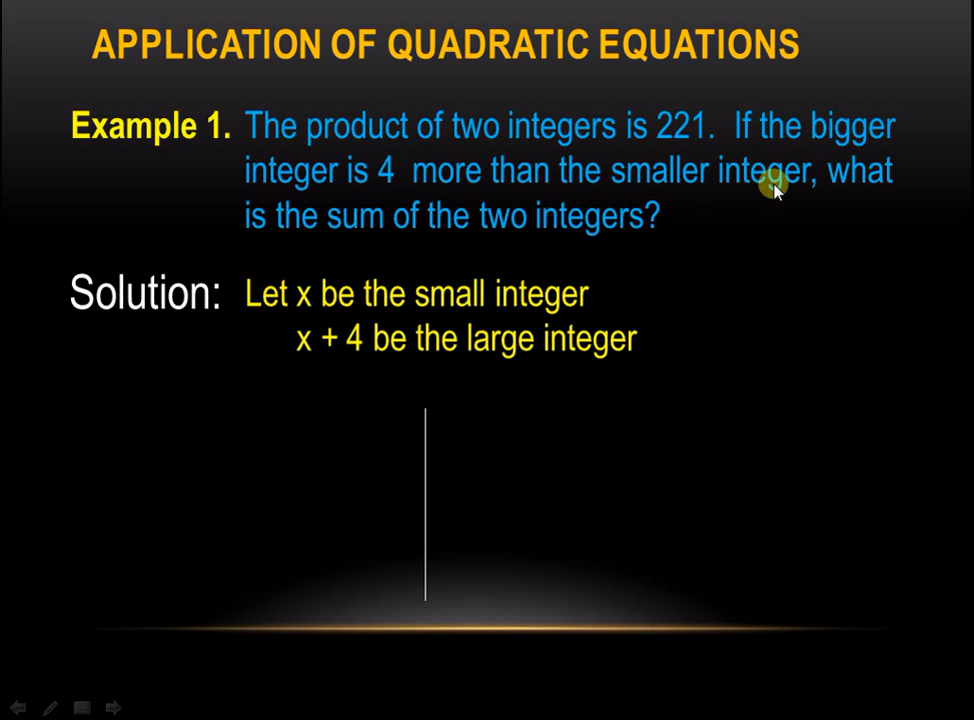 APPLICATION OF QUADRATIC EQUATIONS
Example 1. The product of two integers is 221. If the bigger
integer is 4 more than the smaller integer, what
is the sum of the two integers?
Solution: Let x be the small integer
x + 4 be the large integer